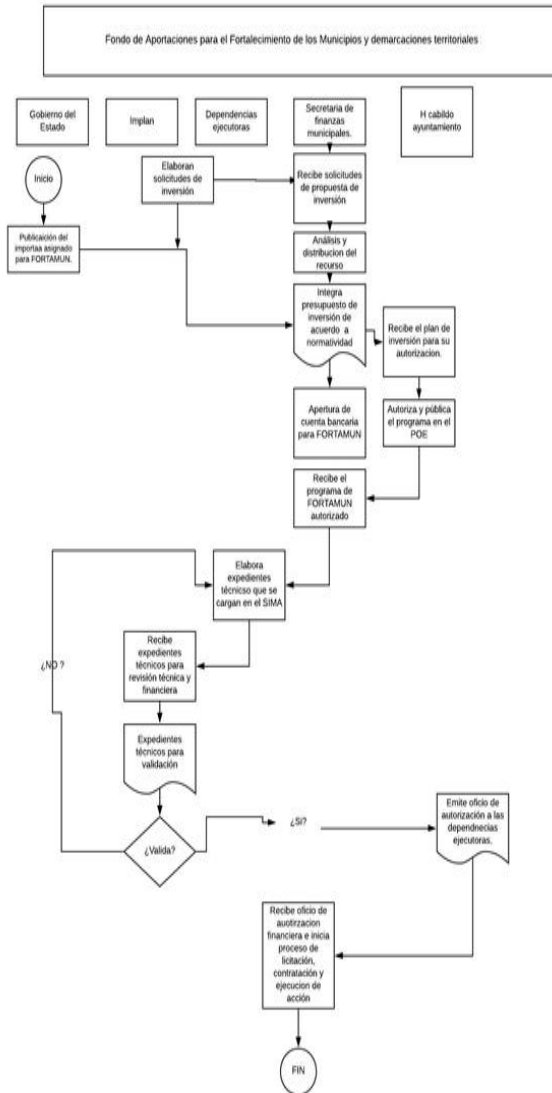 Fondo de Aportaciones para el Fortalecimiento de los Municipios y demarcaciones territoriales
Gobierno del
Estado
Implan
Dependencias
ejecutoras
Secretaria de
finanzas
municipales.
H cabildo
ayuntamiento
Inicio
Elaboran
solicitudes de
inversión
Recibe solicitudes
de propuesta de
inversión
Publicaición del
importaa asignado
para FORTAMUN.
Análisis y
distribucion del
recurso
Integra
presupuesto de
inversión de
acuerdo a
normatividad
Recibe el plan de
inversión para su
autorizacion.
Apertura de
cuenta bancaria
para FORTAMUN
Autoriza y pública
el programa en el
POE
Recibe el
programa de
FORTAMUN
autorizado
Elabora
expedientes
técnicso que se
cargan en el SIMA
Recibe
expedientes
técnicos para
revisión técnica y
financiera
¿NO ?
Expedientes
técnicos para
validación
¿Valida?
¿Si?
Emite oficio de
autorización a las
dependnecias
ejecutoras.
Recibe oficio de
auotirzacion
financiera e inicia
proceso de
licitación,
contratación y
ejecucion de
acción
FIN